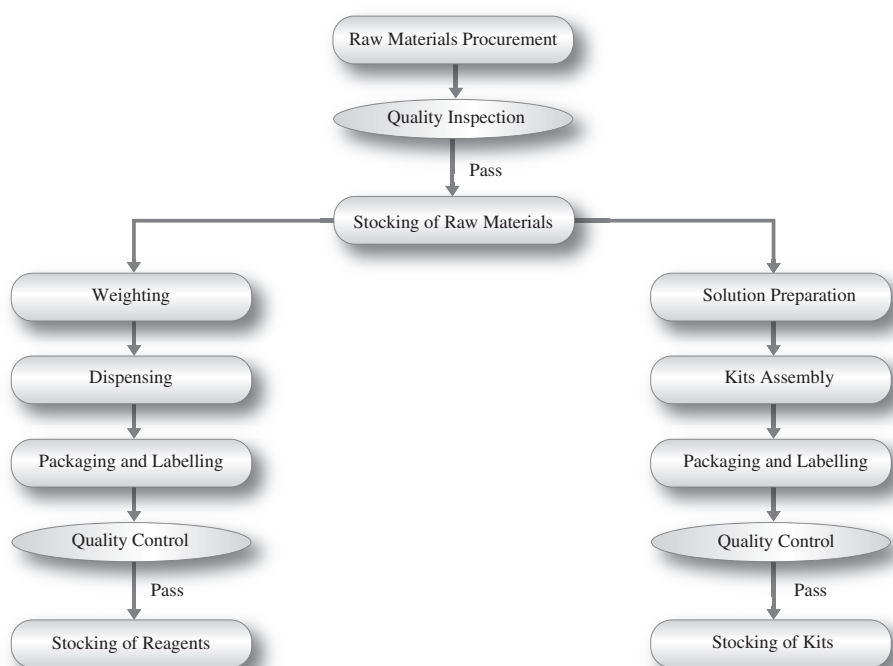 Raw Materials Procurement
Quality Inspection
Pass
Stocking of Raw Materials
Weighting
Dispensing
Packaging and Labelling
Quality Control
Pass
Stocking of Reagents
Solution Preparation
Kits Assembly
Packaging and Labelling
Quality Control
Pass
Stocking of Kits